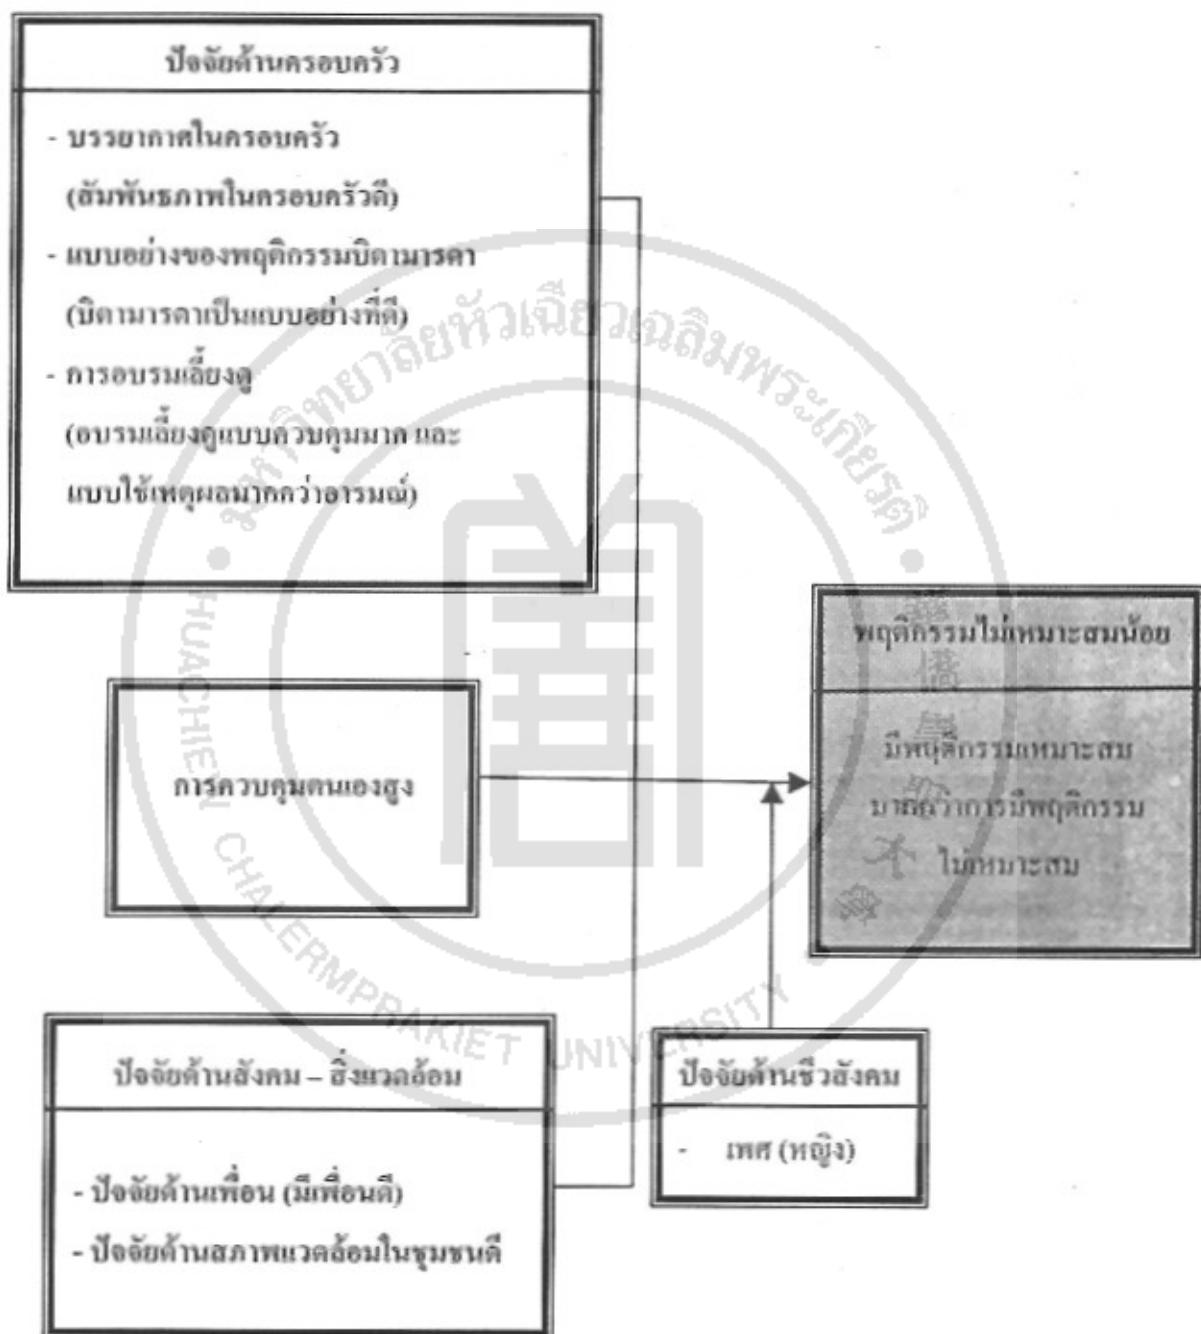 ปัจจัยด้านครอบครัว
- บรรยากาศในครอบครัว
(สัมพันธภาพในครอบครัวดี)
- แบบอย่างของพฤติกรรมบิดามารดา
(บิดามารดาเป็นแบบอย่างที่ดี)
- การอบรมเลี้ยงดู
(อบรมเลี้ยงดูแบบควบคุมมาก และ
แบบใช้เหตุผลมากกว่าอารมณ์)
การควบคุมตนเองสูง
พฤติกรรมไม่เหมาะสมน้อย
มีพฤติกรรมเหมาะสม
มากกว่าการมีพฤติกรรม
ไม่เหมาะสม
ปัจจัยด้านสังคม – สิ่งแวดล้อม
- ปัจจัยด้านเพื่อน (มีเพื่อนดี)
- ปัจจัยด้านสภาพแวดล้อมในชุมชนดี
ปัจจัยด้านชีวสังคม
- เพศ (หญิง)
มหาวิทยาลัยหัวเฉียวเฉลิมพระเกียรติ
HUACHIEW CHALERMPRAKIET UNIVERSITY